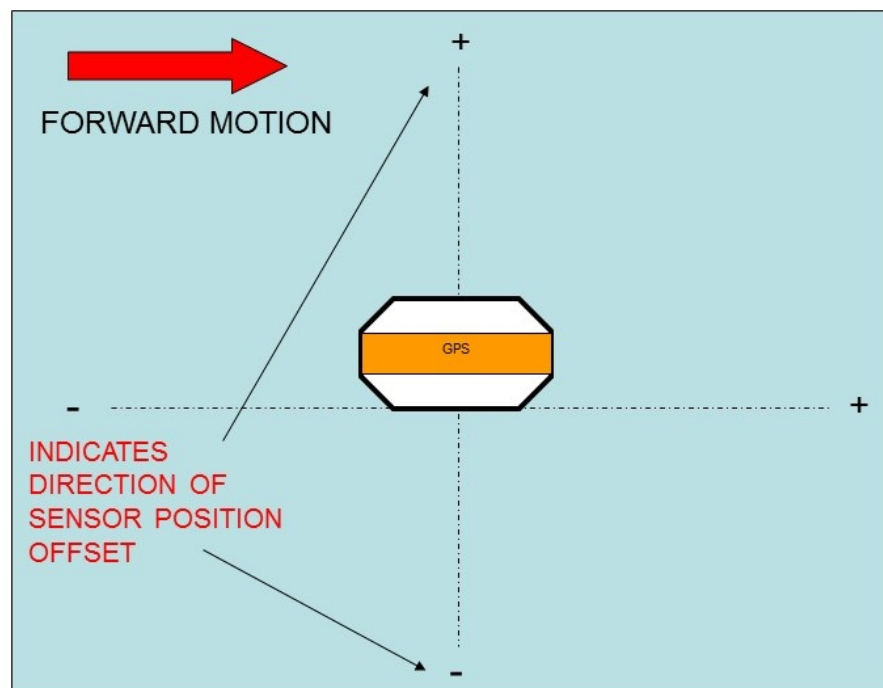 +
FORWARD MOTION
GPS
- +
INDICATES
DIRECTION OF
SENSOR POSITION
OFFSET
-